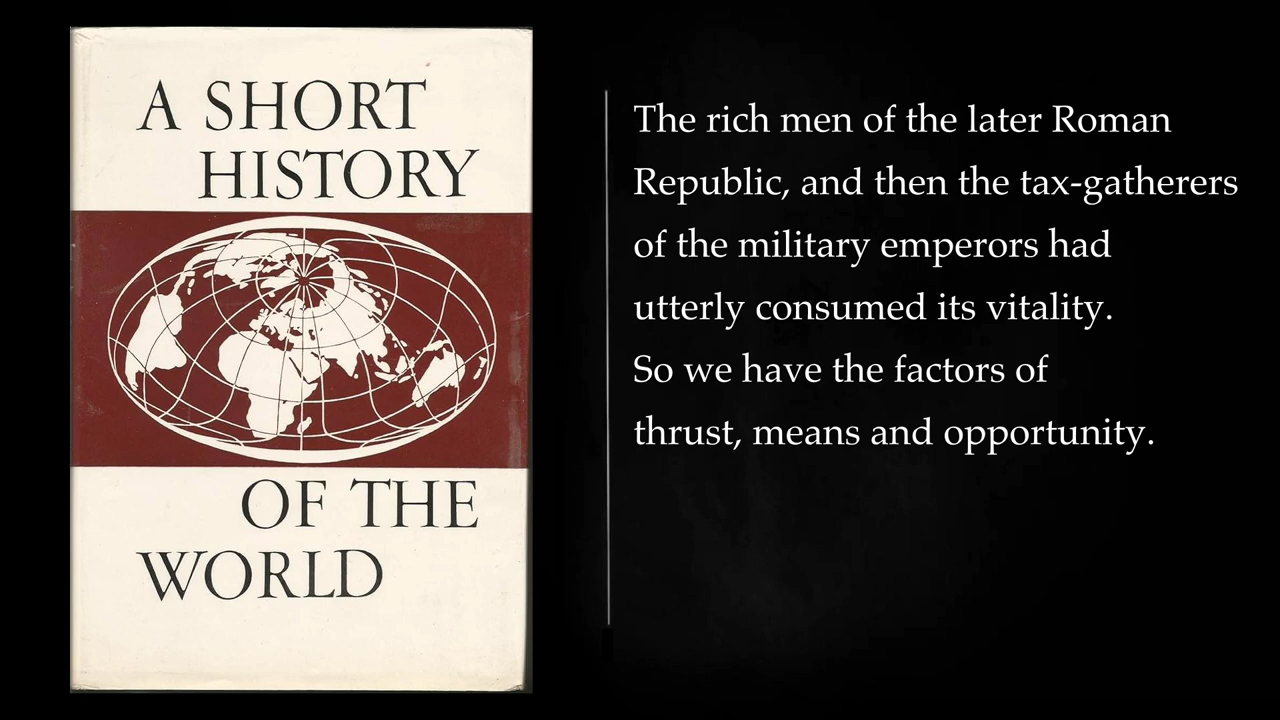 A SHORT
HISTORY
OF THE
WORLD
The rich men of the later Roman
Republic, and then the tax-gatherers
of the military emperors had
utterly consumed its vitality.
So we have the factors of
thrust, means and opportunity.